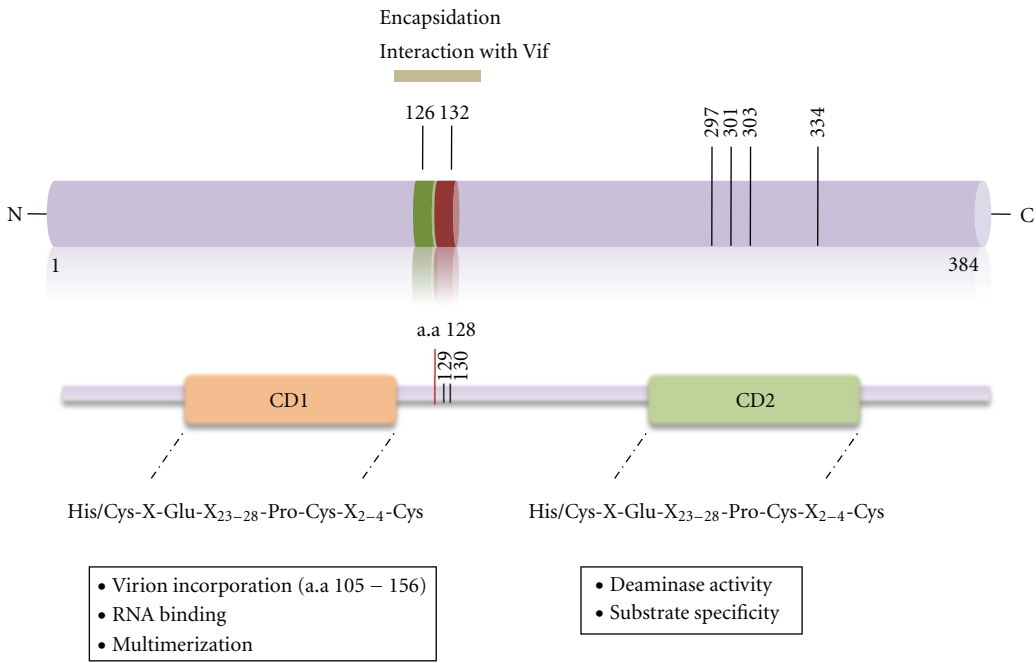 Encapsidation
Interaction with Vif
126 132
297
301
303
334
N
C
1
384
a.a 128
129
130
CD1
CD2
His/Cys-X-Glu-X₂₃₋₂₈-Pro-Cys-X₂₋₄-Cys
His/Cys-X-Glu-X₂₃₋₂₈-Pro-Cys-X₂₋₄-Cys
• Virion incorporation (a.a 105 − 156)
• RNA binding
• Multimerization
• Deaminase activity
• Substrate specificity